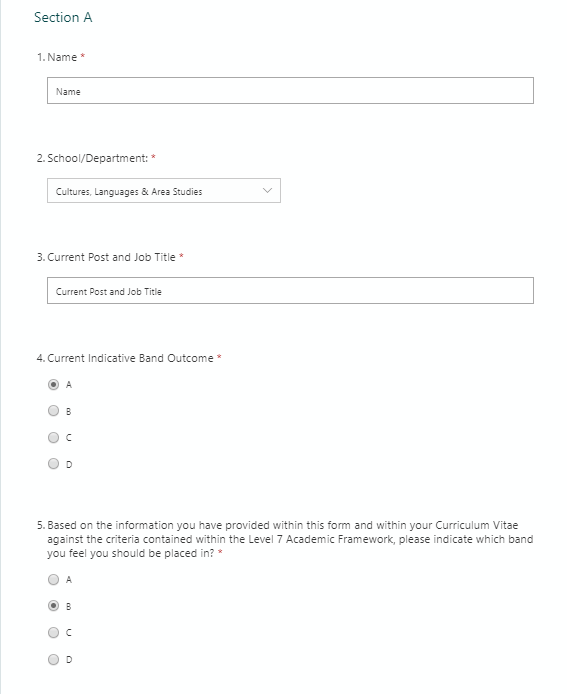 Section A
1. Name *
Name
2. School/Department: *
Cultures, Languages & Area Studies
3. Current Post and Job Title *
Current Post and Job Title
4. Current Indicative Band Outcome *
A
B
C
D
5. Based on the information you have provided within this form and within your Curriculum Vitae
against the criteria contained within the Level 7 Academic Framework, please indicate which band
you feel you should be placed in? *
A
B
C
D